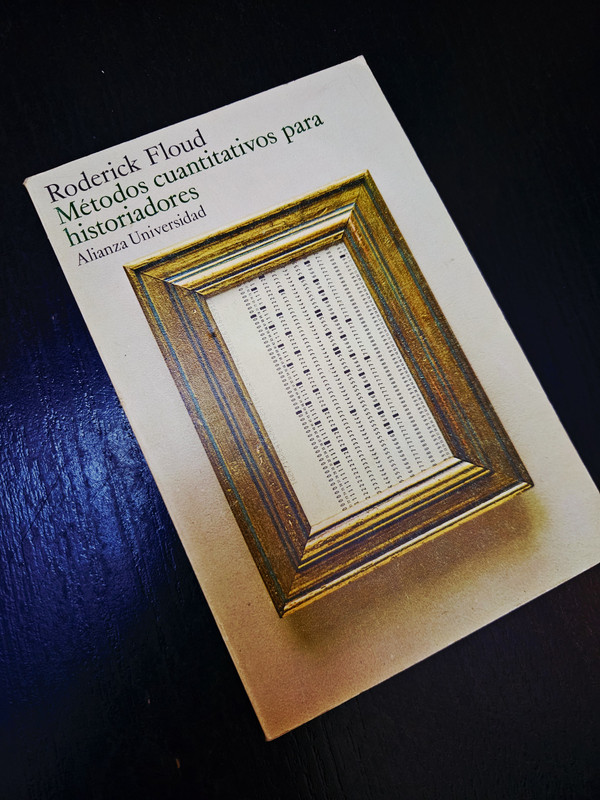 Roderick Floud
Métodos cuantitativos para
historiadores
Alianza Universidad